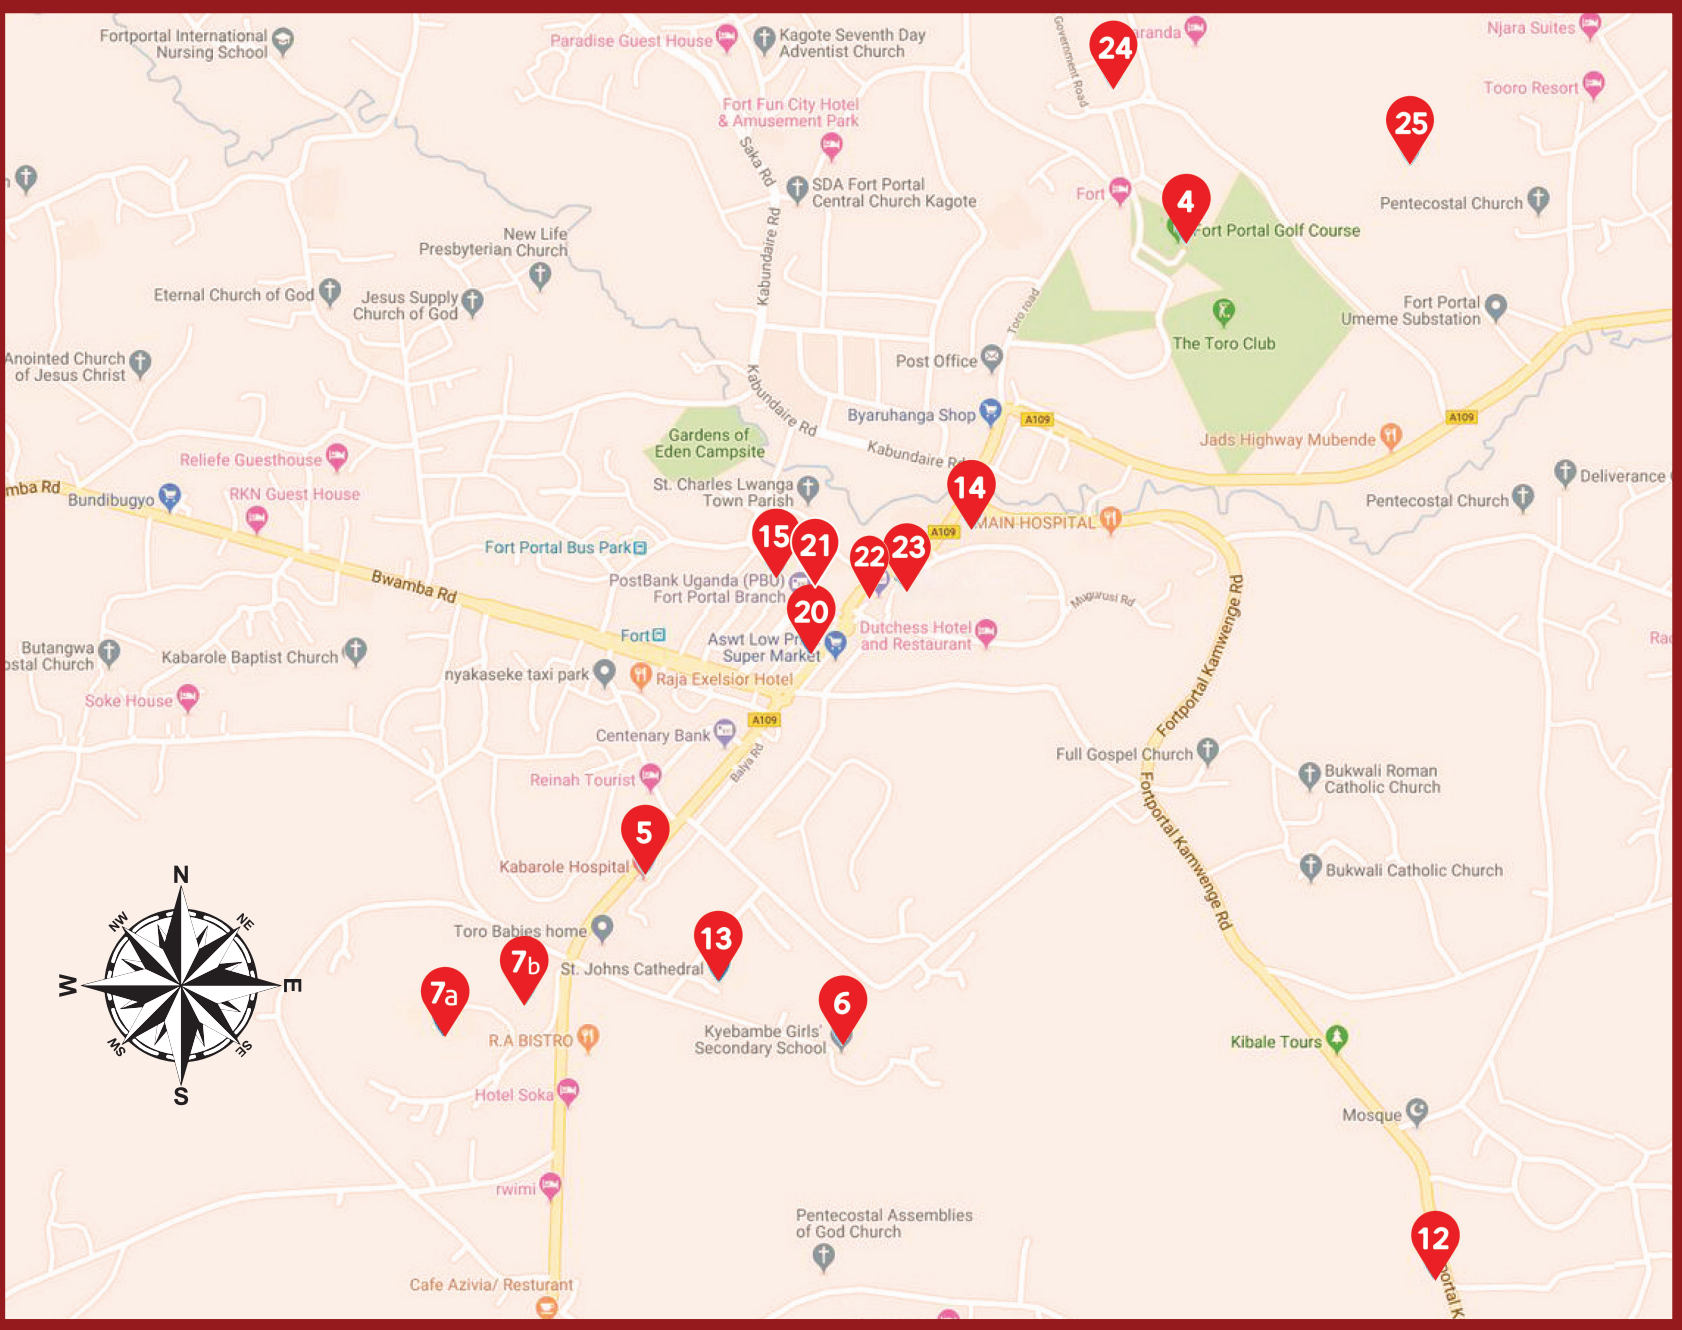 Fortportal International
Nursing School
Paradise Guest House
Kagote Seventh Day
Adventist Church
Government Road
24
aranda
Njara Suites
Tooro Resort
Fort Fun City Hotel
& Amusement Park
25
Saka Rd
SDA Fort Portal
Central Church Kagote
Fort
4
Fort Portal Golf Course
Pentecostal Church
New Life
Presbyterian Church
Kabundaire Rd
Eternal Church of God
Jesus Supply
Church of God
Toro road
Fort Portal
Umeme Substation
The Toro Club
Anointed Church
of Jesus Christ
Post Office
Kabundaire Rd
Byaruhanga Shop
A109
A109
Gardens of
Eden Campsite
Kabundaire Rd
Jads Highway Mubende
Reliefe Guesthouse
mba Rd
Bundibugyo
RKN Guest House
St. Charles Lwanga
Town Parish
14
Pentecostal Church
Deliverance
MAIN HOSPITAL
A109
15
21
22
23
Fort Portal Bus Park
PostBank Uganda (PBU)
Fort Portal Branch
Bwamba Rd
20
Mugurusi Rd
Fortportal Kamwenge Rd
Fort
Aswt Low Pr
Super Market
Dutchess Hotel
and Restaurant
Butangwa
ostal Church
Kabarole Baptist Church
nyakaseke taxi park
Raja Exelsior Hotel
Soke House
A109
Centenary Bank
Balya Rd
Full Gospel Church
Reinah Tourist
Bukwali Roman
Catholic Church
Fortportal Kamwenge Rd
5
Kabarole Hospital
Bukwali Catholic Church
N
NW
NE
W
E
SW
SE
S
Toro Babies home
13
7b
St. Johns Cathedral
7a
6
R.A BISTRO
Kyebambe Girls'
Secondary School
Kibale Tours
Hotel Soka
Mosque
rwimi
Pentecostal Assemblies
of God Church
12
portal K
Cafe Azivia/ Resturant